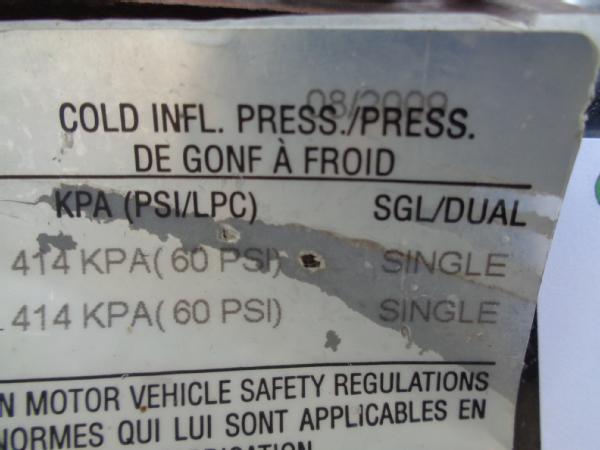 08/2009
COLD INFL. PRESS./PRESS.
DE GONF À FROID
KPA (PSI/LPC) SGL/DUAL
414 KPA( 60 PSI) SINGLE
414 KPA( 60 PSI) SINGLE
N MOTOR VEHICLE SAFETY REGULATIONS
NORMES QUI LUI SONT APPLICABLES EN